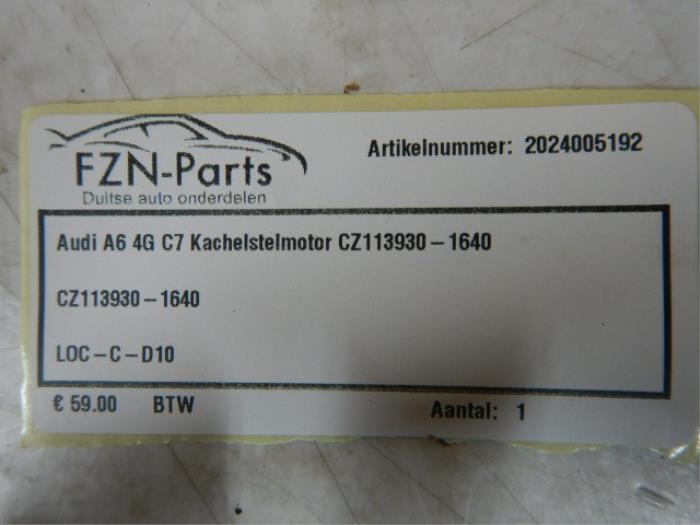 FZN-Parts
Duitse auto onderdelen
Artikelnummer: 2024005192
Audi A6 4G C7 Kachelstelmotor CZ113930-1640
CZ113930-1640
LOC-C-D10
€ 59.00 BTW Aantal: 1